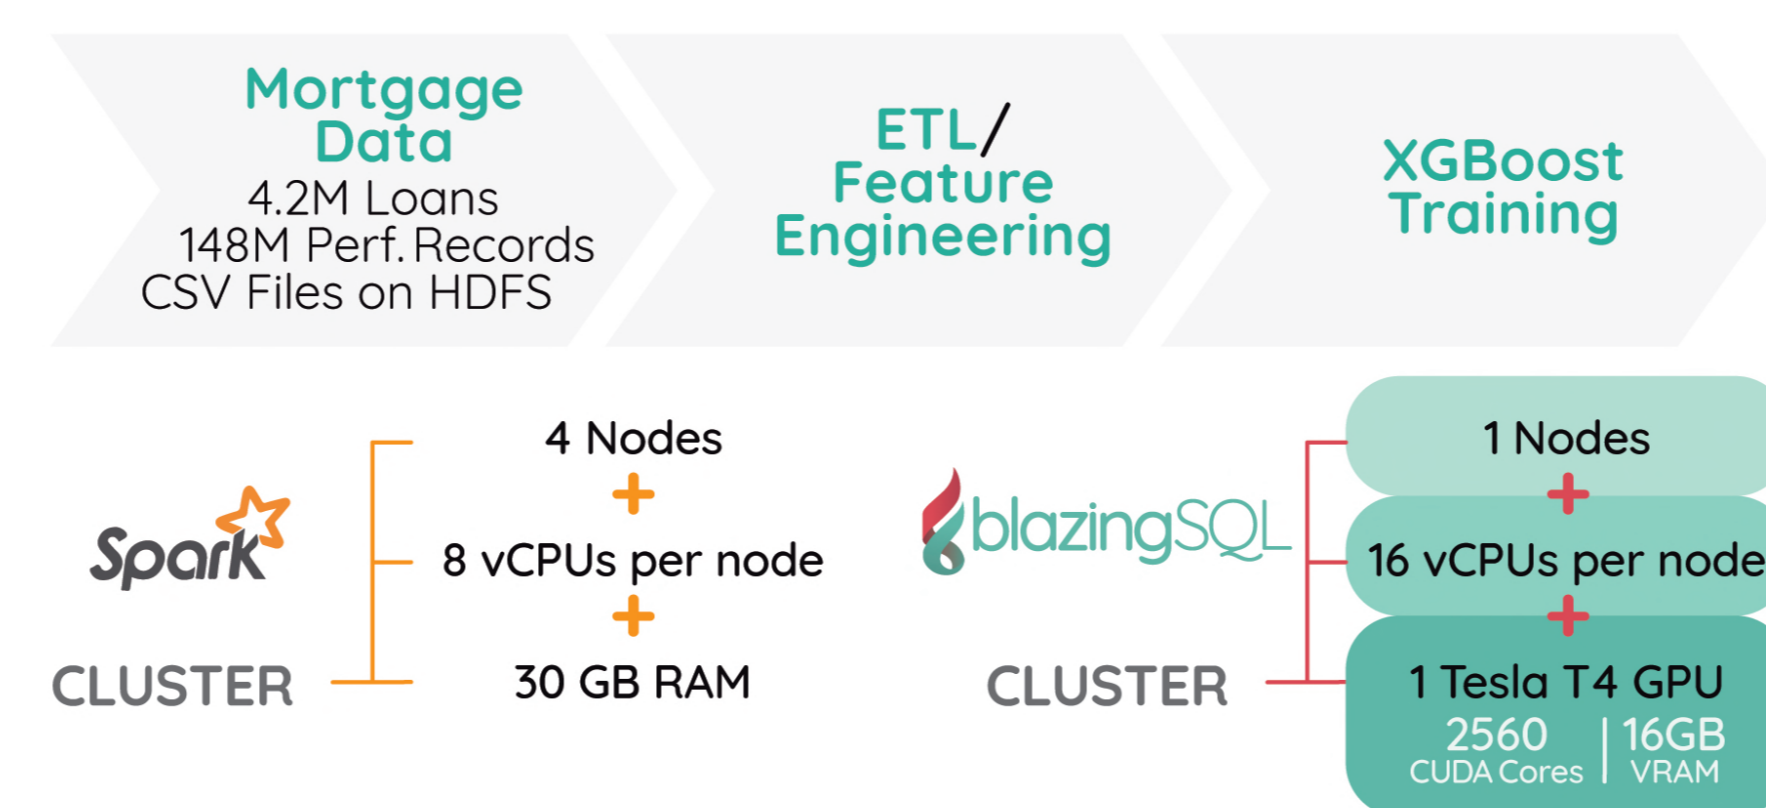 Mortgage
Data
4.2M Loans
148M Perf. Records
CSV Files on HDFS
ETL/
Feature
Engineering
XGBoost
Training
Spark
CLUSTER
4 Nodes
+
8 vCPUs per node
+
30 GB RAM
blazingSQL
CLUSTER
1 Nodes
+
16 vCPUs per node
+
1 Tesla T4 GPU
2560 | 16GB
CUDA Cores | VRAM